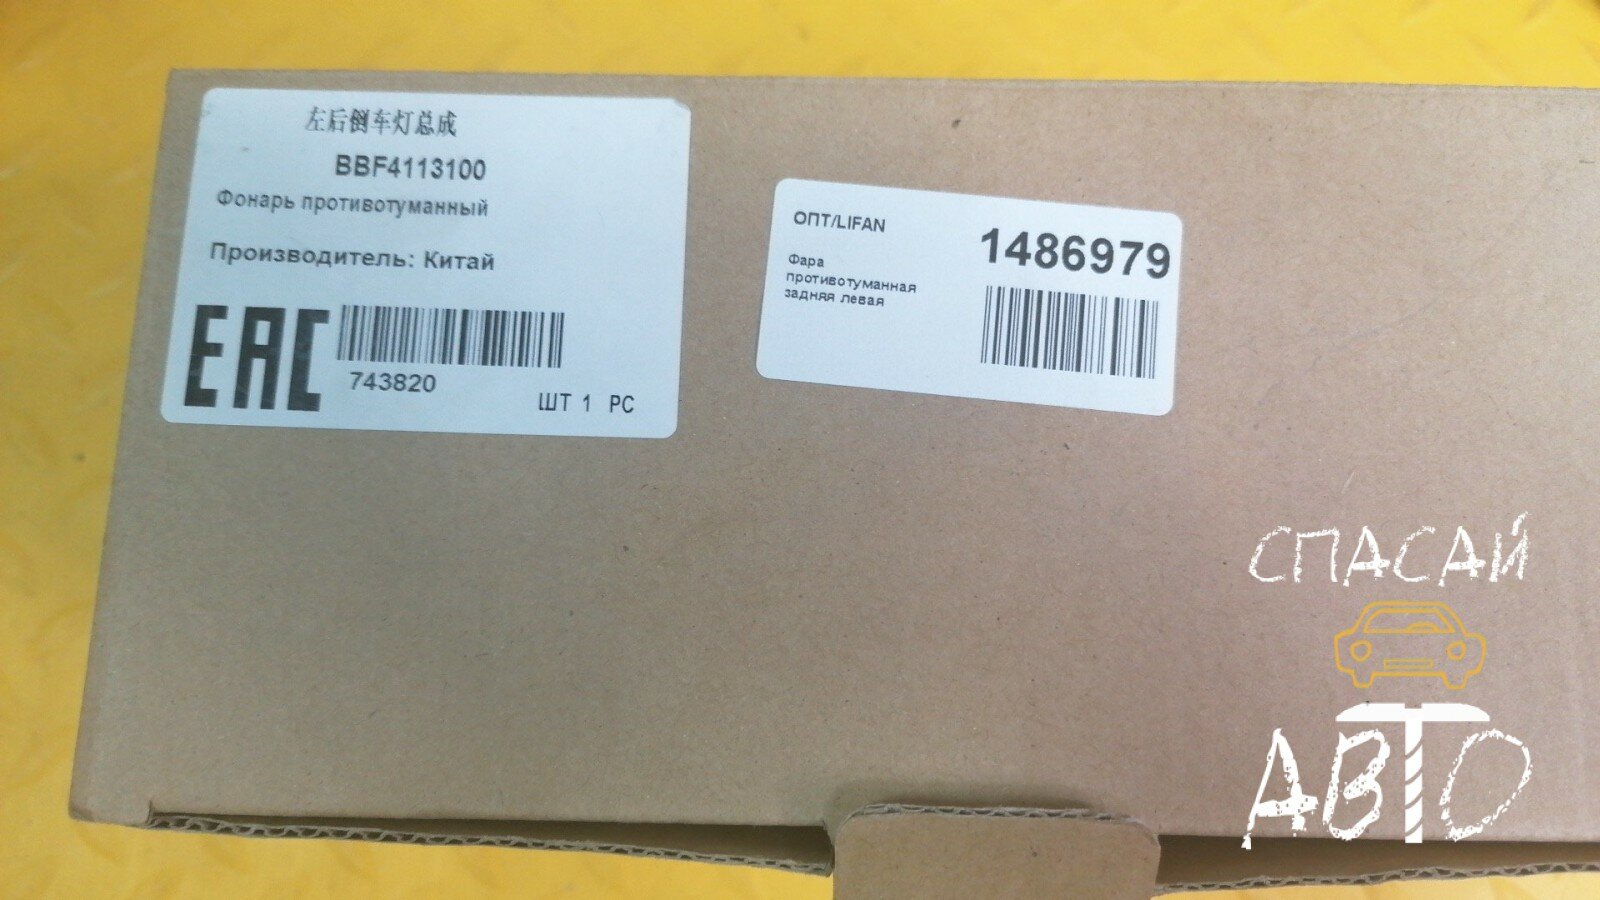 左后倒车灯总成
BBF4113100
Фонарь противотуманный
Производитель: Китай
EAC
743820
ШТ 1 PC
ОПТ/LIFAN
1486979
Фара
противотуманная
задняя левая
СПАСАЙ
АВТО